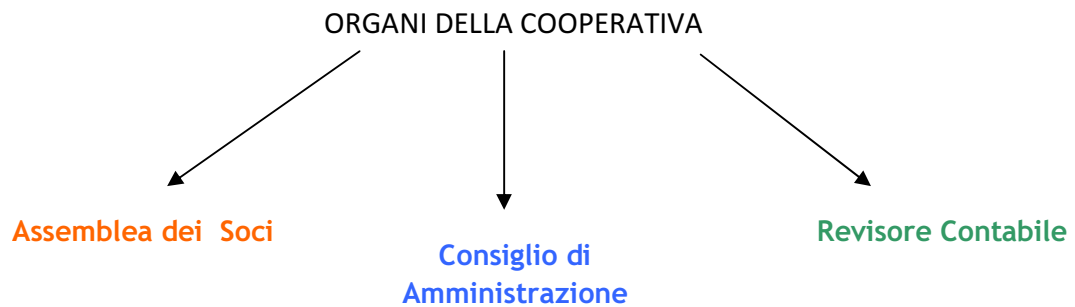 ORGANI DELLA COOPERATIVA
Assemblea dei Soci
Consiglio di
Amministrazione
Revisore Contabile